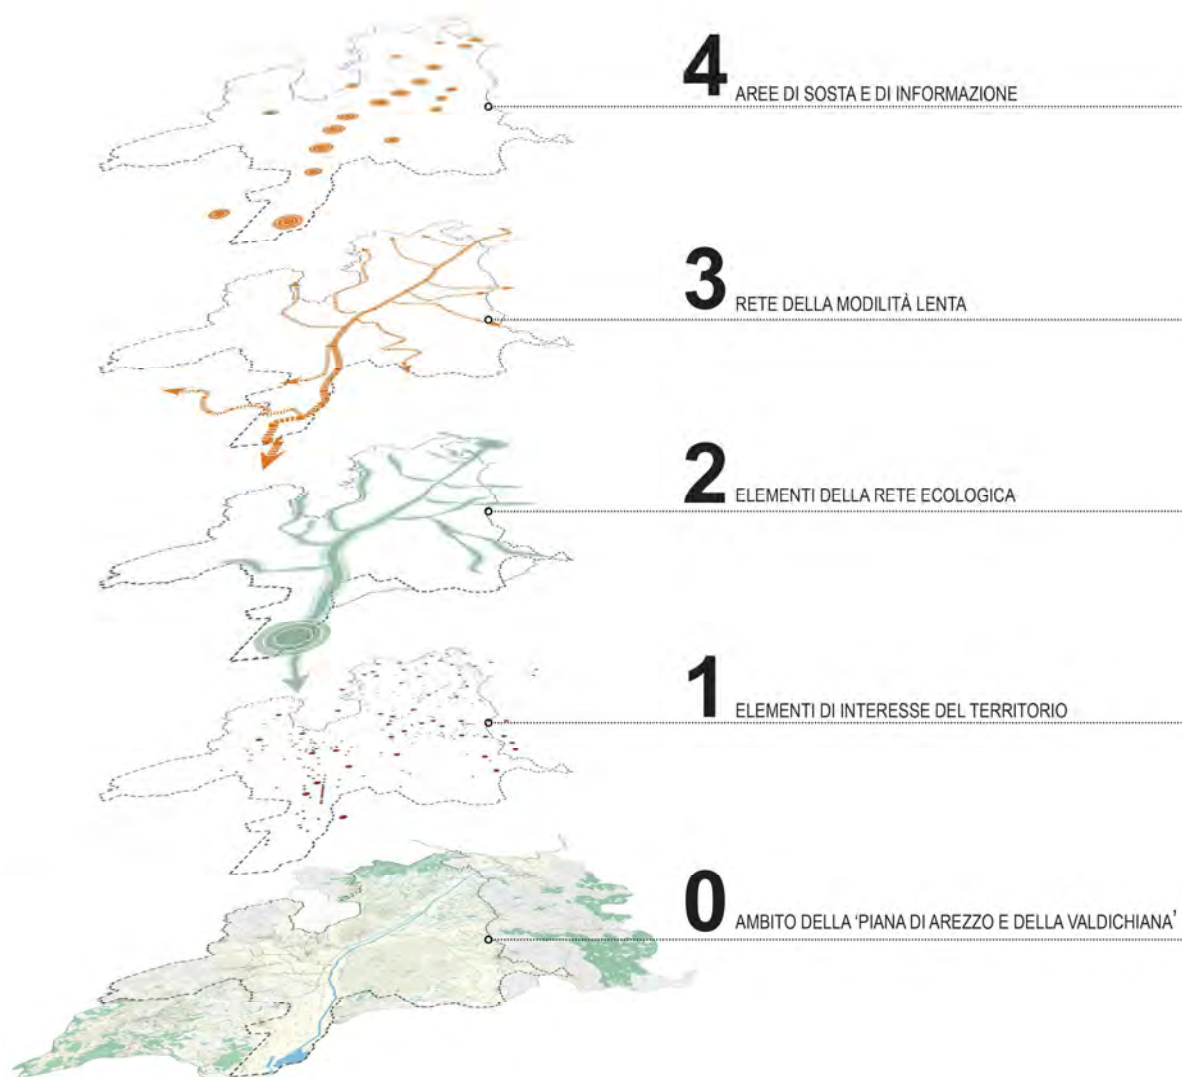 4 AREE DI SOSTA E DI INFORMAZIONE
3 RETE DELLA MODILITÀ LENTA
2 ELEMENTI DELLA RETE ECOLOGICA
1 ELEMENTI DI INTERESSE DEL TERRITORIO
0 AMBITO DELLA 'PIANA DI AREZZO E DELLA VALDICHIANA'